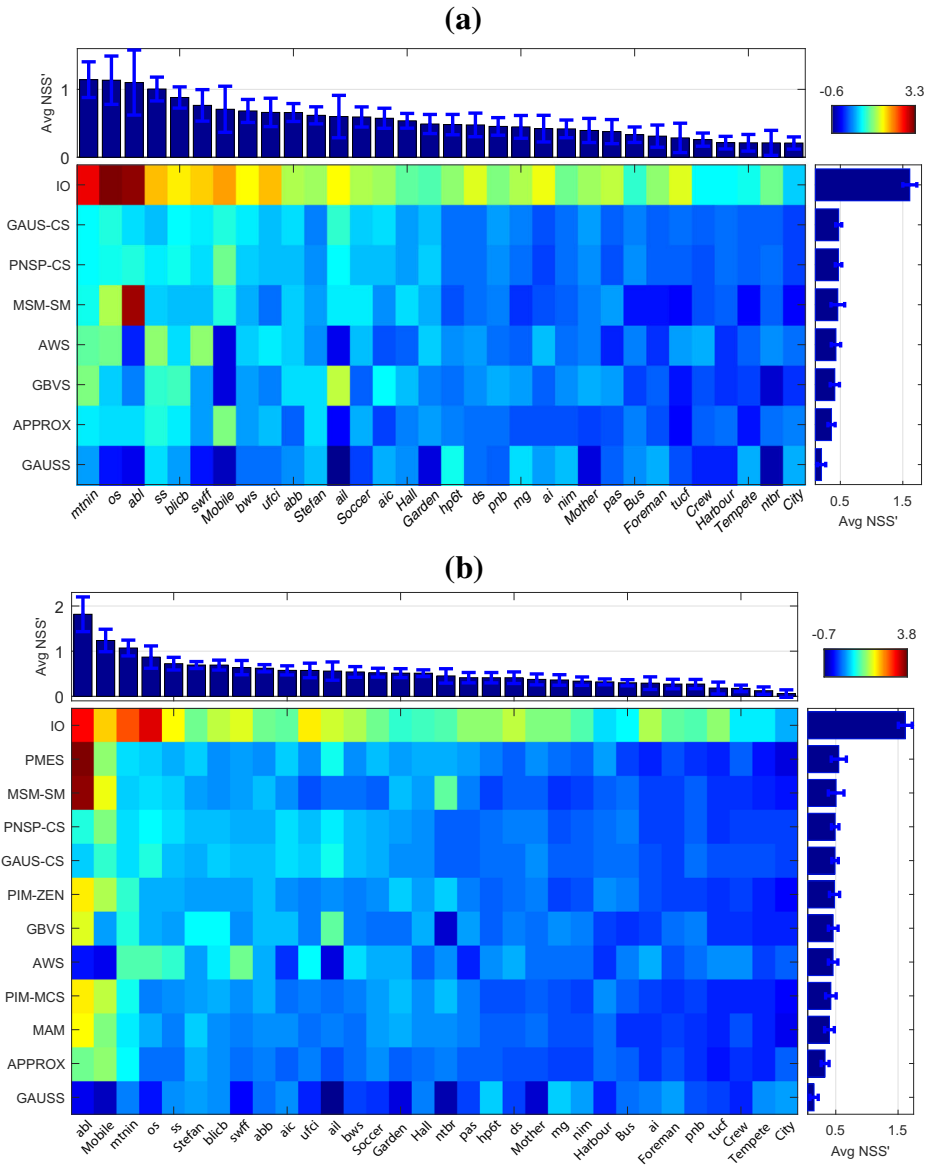 (a)
Avg NSS'
1
0
-0.6 3.3
IO
GAUS-CS
PNSP-CS
MSM-SM
AWS
GBVS
APPROX
GAUSS
mtnin os abl ss blicb swff Mobile bws ufci abb Stefan ail Soccer aic Hall Garden hp6t ds pnb mg ai nim Mother pas Bus Foreman tucf Crew Harbour Tempete ntbr City
0.5 1.5
Avg NSS'
(b)
Avg NSS'
2
1
0
-0.7 3.8
IO
PMES
MSM-SM
PNSP-CS
GAUS-CS
PIM-ZEN
GBVS
AWS
PIM-MCS
MAM
APPROX
GAUSS
abl Mobile mtnin os ss Stefan blicb swff abb aic ufci ail bws Soccer Garden Hall ntbr pas hp6t ds Mother mg nim Harbour Bus ai Foreman pnb tucf Crew Tempete City
0.5 1.5
Avg NSS'